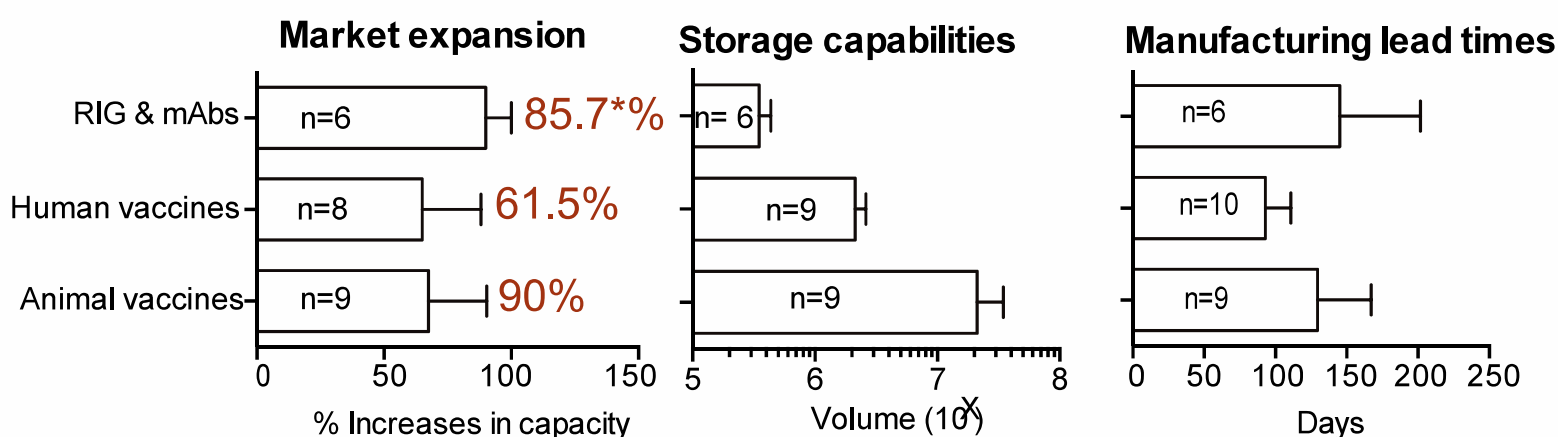 Market expansion
Storage capabilities
Manufacturing lead times
RIG & mAbs
n=6
85.7*%
n= 6
n=6
Human vaccines
n=8
61.5%
n=9
n=10
Animal vaccines
n=9
90%
n=9
n=9
0 50 100 150
5 6 7 8
0 50 100 150 200 250
% Increases in capacity
Volume (10X)
Days